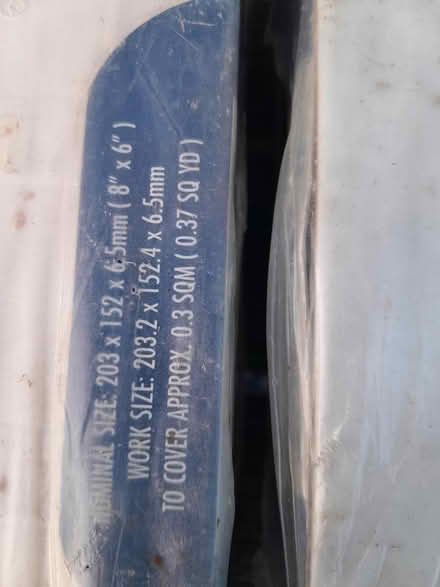 NOMINAL SIZE: 203 x 152 x 6.5mm ( 8" x 6" )
WORK SIZE: 203.2 x 152.4 x 6.5mm
TO COVER APPROX. 0.3 SQM ( 0.37 SQ YD )